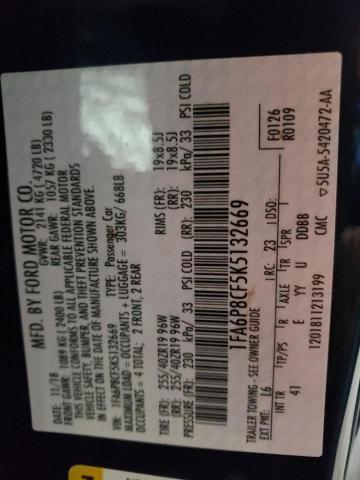 MFD. BY FORD MOTOR CO.
GVWR: 2141 KG ( 4720 LB)
11/18
FRONT GAWR: 1089 KG ( 2400 LB)
REAR GAWR: 1057 KG ( 2330 LB)
THIS VEHICLE CONFORMS TO ALL APPLICABLE FEDERAL MOTOR
VEHICLE SAFETY, BUMPER, AND THEFT PREVENTION STANDARDS
IN EFFECT ON THE DATE OF MANUFACTURE SHOWN ABOVE.
VIN: 1FA6P8CF5K5132669 TYPE: Passenger Car
MAXIMUM LOAD = OCCUPANTS + LUGGAGE = 303KG/ 668LB
OCCUPANTS = 4 TOTAL; 2 FRONT, 2 REAR
TIRE (FR): 255/40ZR19 96W RIMS (FR): 19x8.5J
(RR): 255/40ZR19 96W (RR): 19x8.5J
PRESSURE (FR): 230 kPa/ 33 PSI COLD (RR): 230 kPa/ 33 PSI COLD
1FA6P8CF5K5132669
TRAILER TOWING - SEE OWNER GUIDE F0126
EXT PNT: L6 RC: 23 DSO: R0109
INT TR TP/PS R AXLE TR SPR
41 E YY U DDBB
12018112113199 CMC ▽5U5A-5420472-AA